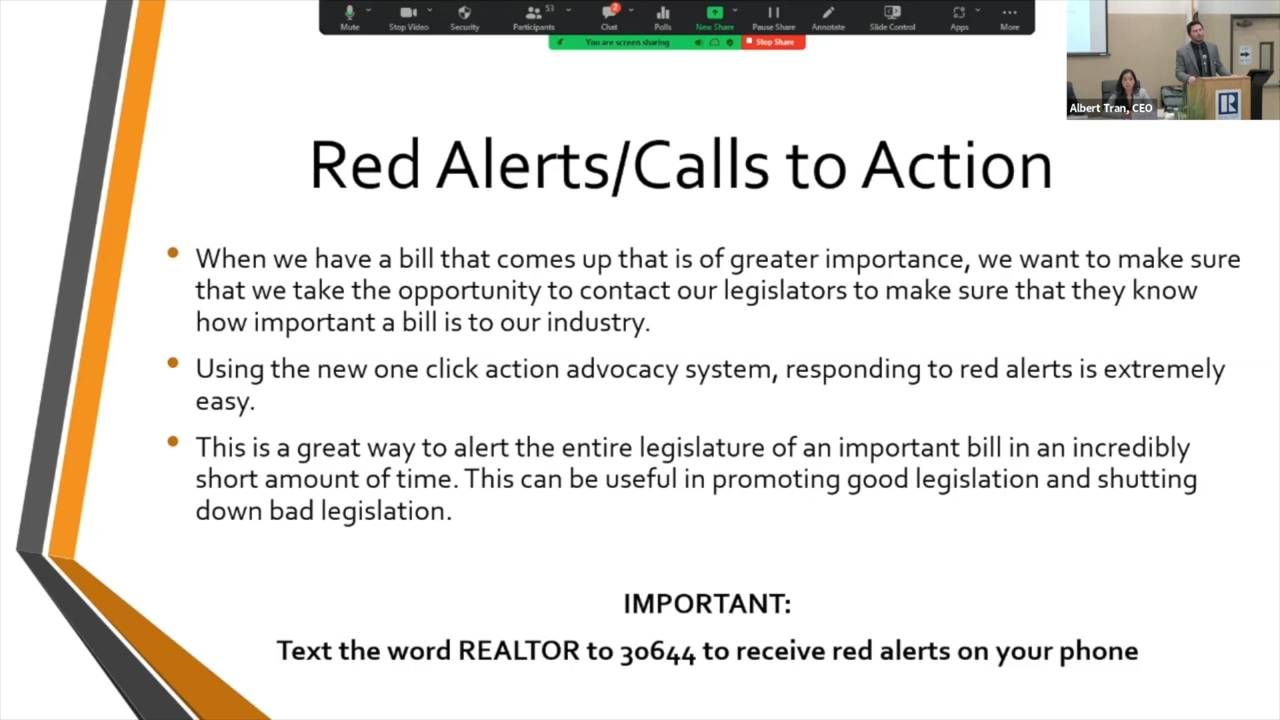 Mute
Stop Video
Security
Participants
53
Chat
2
Polls
New Share
Pause Share
Annotate
Slide Control
Apps
More
You are screen sharing
Stop Share
Albert Tran, CEO
R
Red Alerts/Calls to Action
When we have a bill that comes up that is of greater importance, we want to make sure
that we take the opportunity to contact our legislators to make sure that they know
how important a bill is to our industry.
Using the new one click action advocacy system, responding to red alerts is extremely
easy.
This is a great way to alert the entire legislature of an important bill in an incredibly
short amount of time. This can be useful in promoting good legislation and shutting
down bad legislation.
IMPORTANT:
Text the word REALTOR to 30644 to receive red alerts on your phone